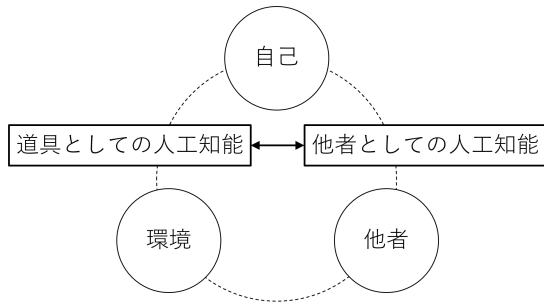 自己
道具としての人工知能
他者としての人工知能
環境
他者